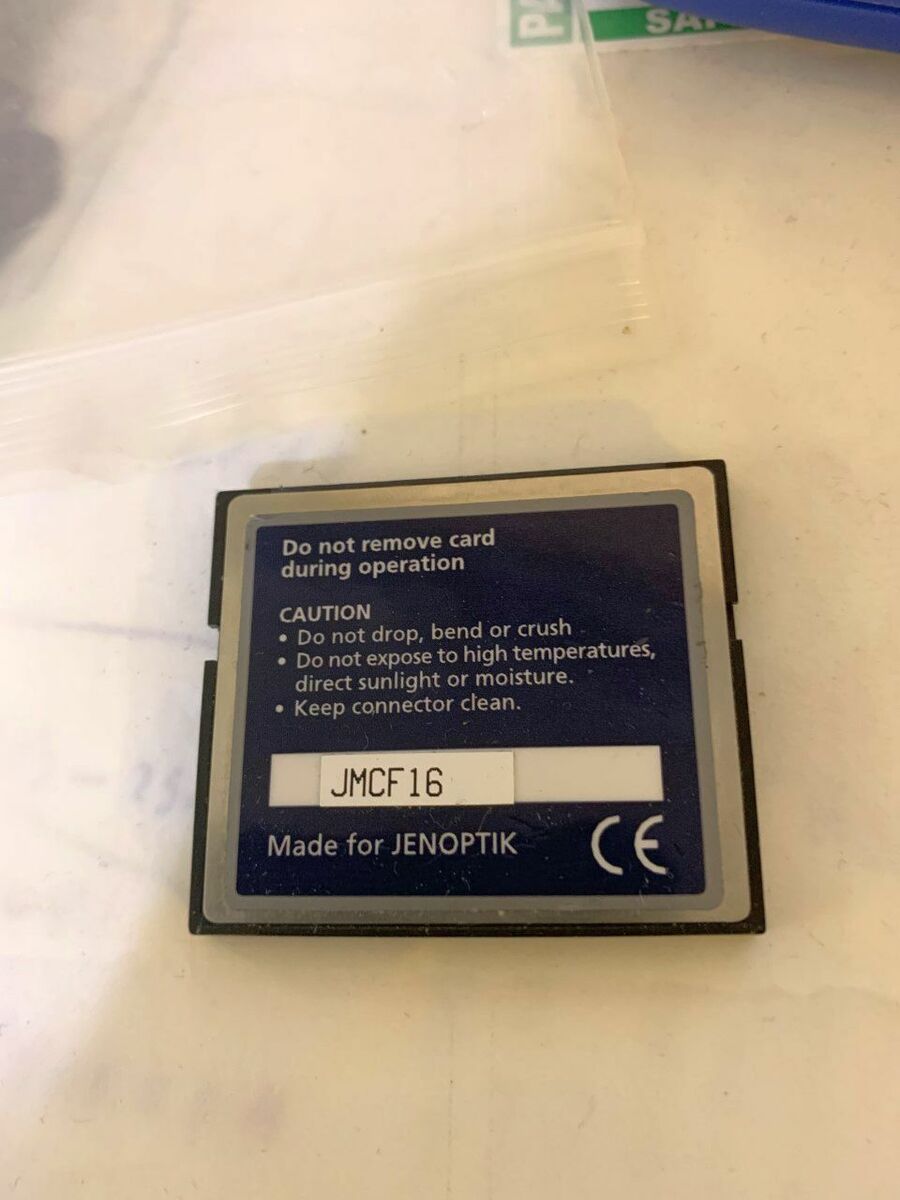 Do not remove card
during operation
CAUTION
• Do not drop, bend or crush
• Do not expose to high temperatures,
direct sunlight or moisture.
• Keep connector clean.
JMCF16
Made for JENOPTIK
CE